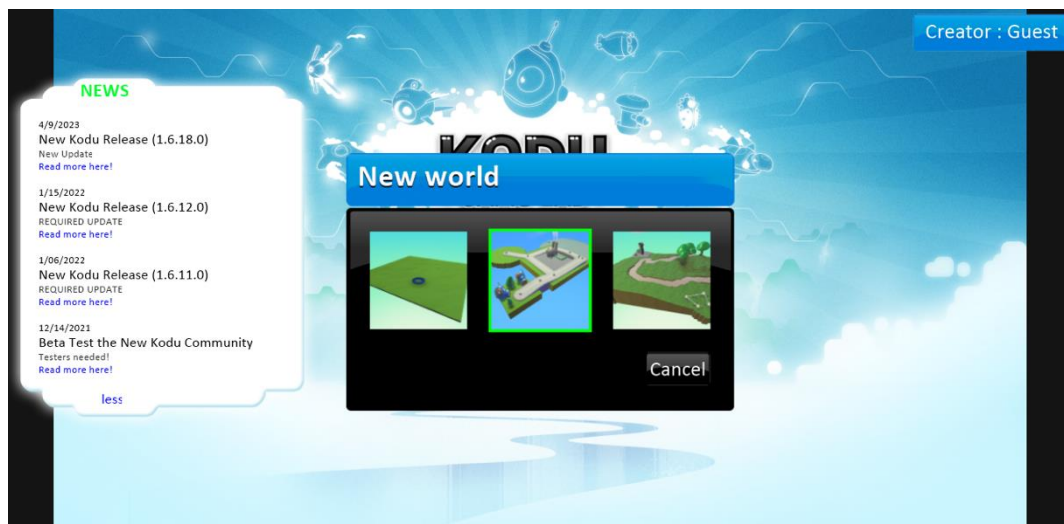 Creator : Guest
NEWS
4/9/2023
New Kodu Release (1.6.18.0)
New Update
Read more here!
1/15/2022
New Kodu Release (1.6.12.0)
REQUIRED UPDATE
Read more here!
1/06/2022
New Kodu Release (1.6.11.0)
REQUIRED UPDATE
Read more here!
12/14/2021
Beta Test the New Kodu Community
Testers needed!
Read more here!
less
KODU
New world
Cancel